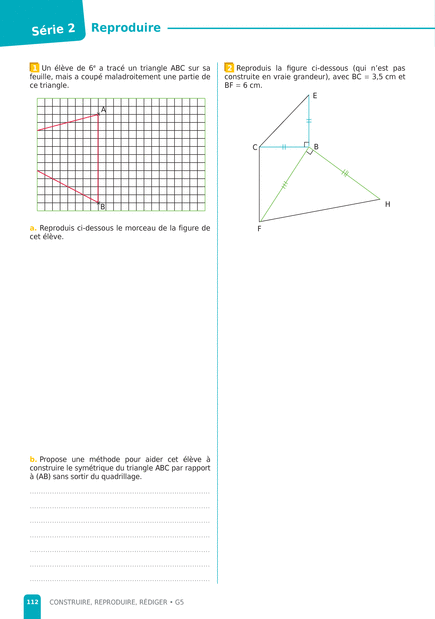 Série 2
Reproduire
1 Un élève de 6e a tracé un triangle ABC sur sa
feuille, mais a coupé maladroitement une partie de
ce triangle.
A
B
a. Reproduis ci-dessous le morceau de la figure de
cet élève.
b. Propose une méthode pour aider cet élève à
construire le symétrique du triangle ABC par rapport
à (AB) sans sortir du quadrillage.
2 Reproduis la figure ci-dessous (qui n'est pas
construite en vraie grandeur), avec BC = 3,5 cm et
BF = 6 cm.
E
C
B
H
F
112 CONSTRUIRE, REPRODUIRE, RÉDIGER • G5